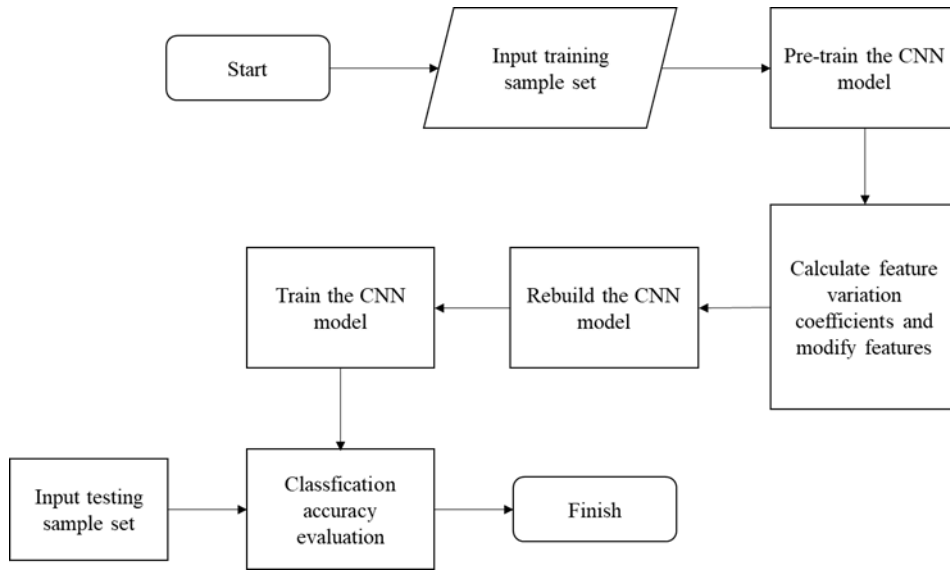 Start
Input training
sample set
Pre-train the CNN
model
Calculate feature
variation
coefficients and
modify features
Rebuild the CNN
model
Train the CNN
model
Input testing
sample set
Classfication
accuracy
evaluation
Finish